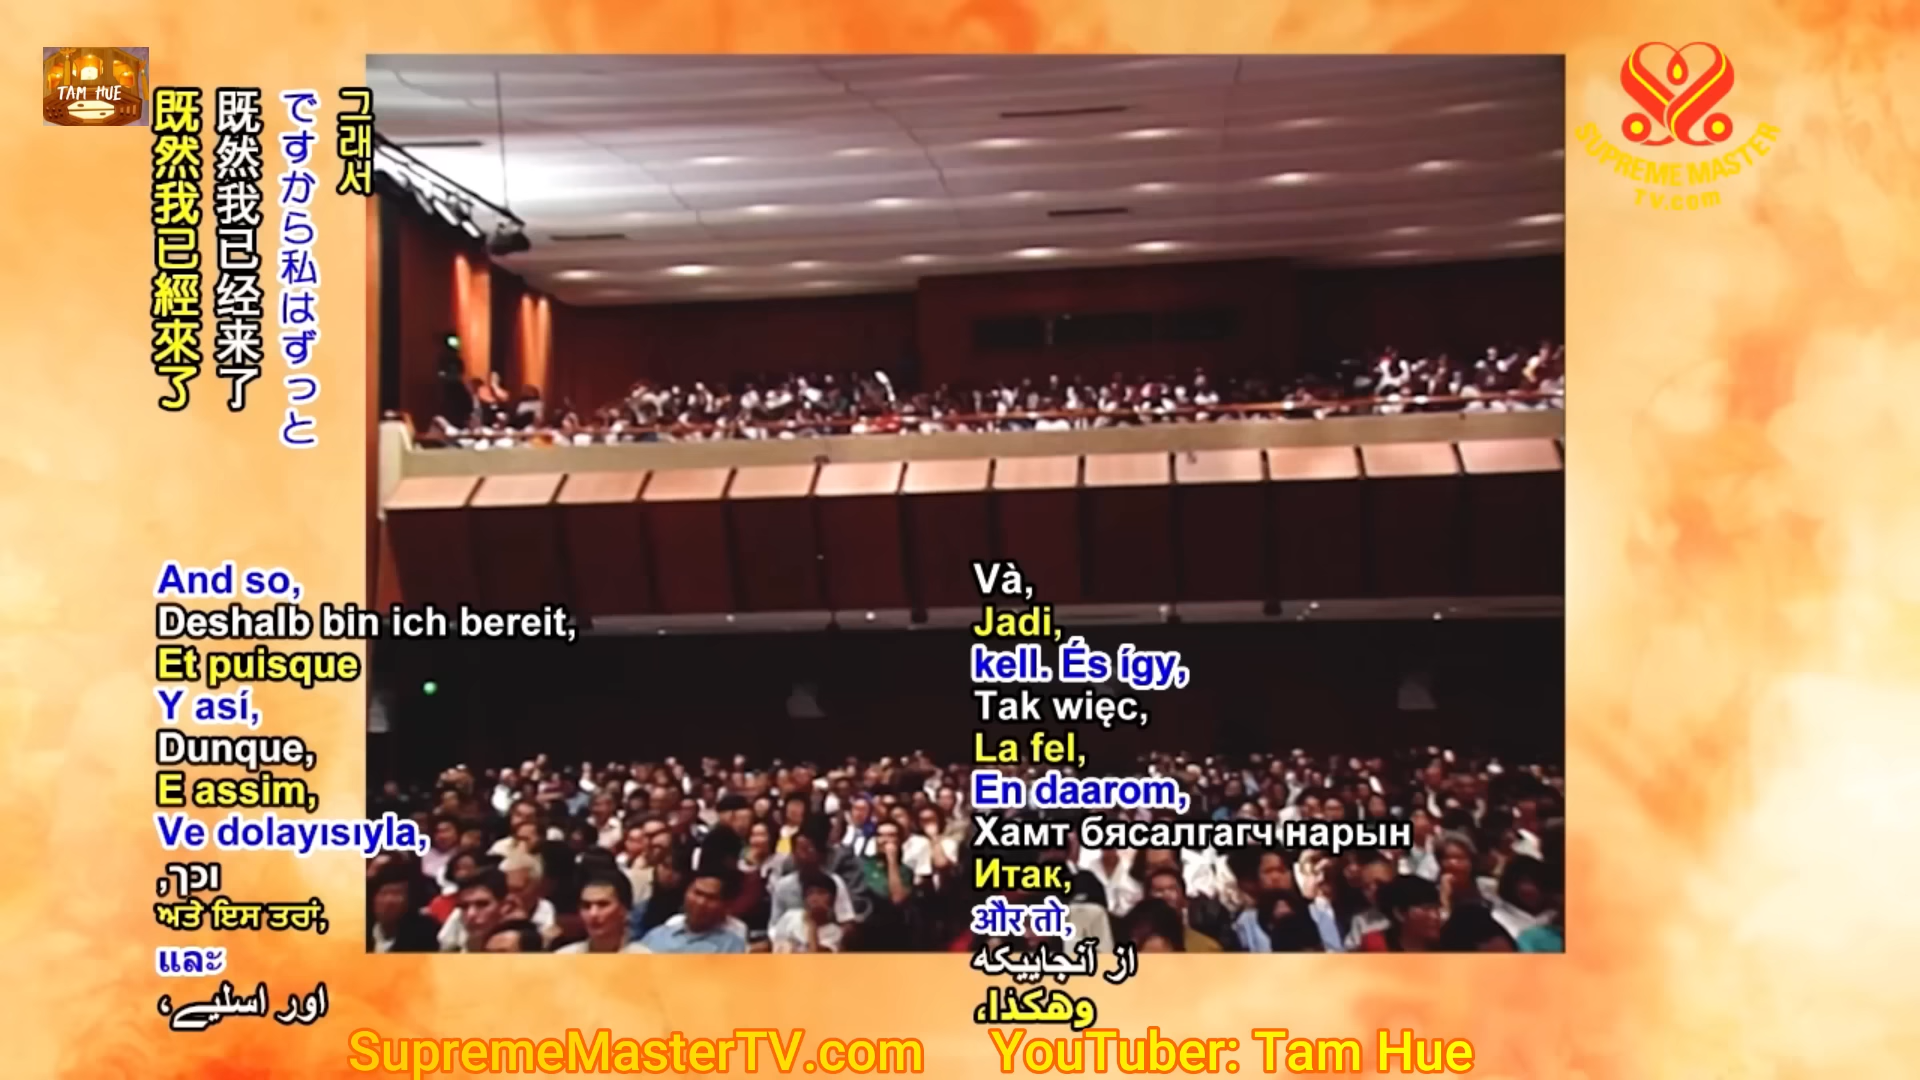 TAM HUE
既然我已經來了
既然我已经来了
ですから私はずっと
그래서
SUPREME MASTER
TV.com
And so,
Deshalb bin ich bereit,
Et puisque
Y así,
Dunque,
E assim,
Ve dolayısıyla,
וכך,
ਅਤੇ ਇਸ ਤਰਾਂ,
และ
اور اسلیے،
Và,
Jadi,
kell. És így,
Tak więc,
La fel,
En daarom,
Хамт бясалгагч нарын
Итак,
और तो,
از آنجاییکه
وهكذا،
SupremeMasterTV.com
YouTuber: Tam Hue